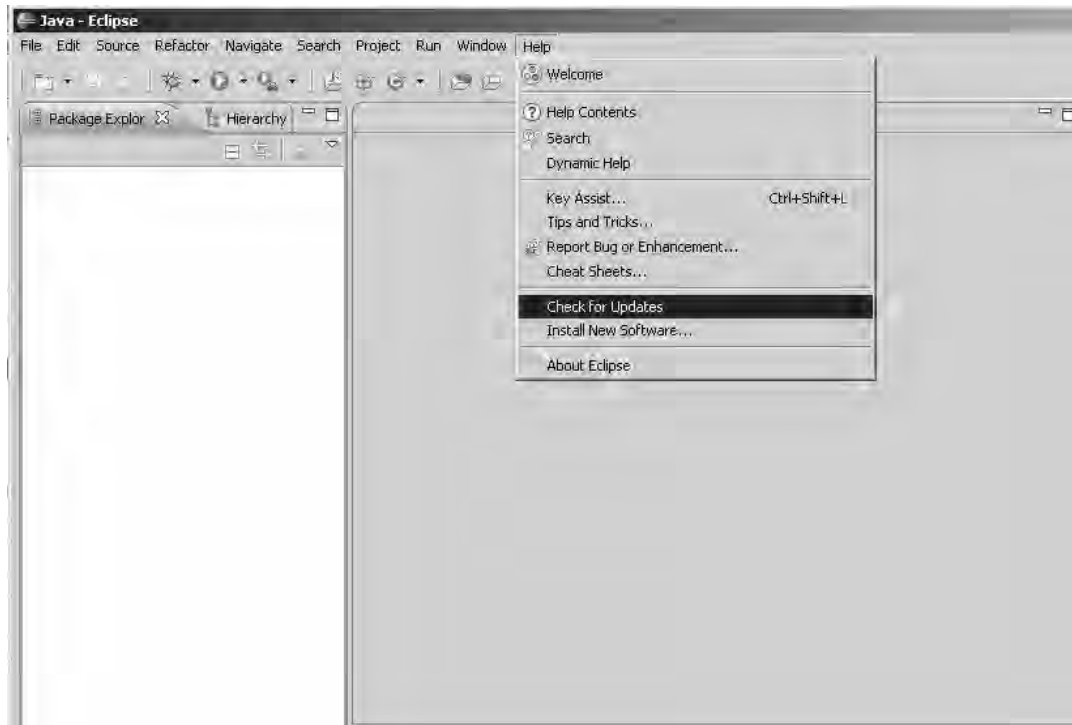 Java - Eclipse
File Edit Source Refactor Navigate Search Project Run Window Help
Package Explor Hierarchy
Welcome
Help Contents
Search
Dynamic Help
Key Assist... Ctrl+Shift+L
Tips and Tricks...
Report Bug or Enhancement...
Cheat Sheets...
Check for Updates
Install New Software...
About Eclipse